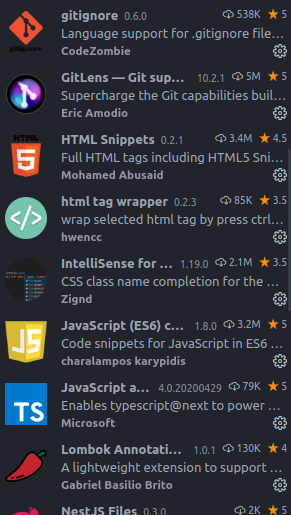 gitignore 0.6.0 538K 5
Language support for .gitignore file...
CodeZombie
gitignore
GitLens — Git sup... 10.2.1 5M 5
Supercharge the Git capabilities buil...
Eric Amodio
HTML Snippets 0.2.1 3.4M 4.5
Full HTML tags including HTML5 Sni...
Mohamed Abusaid
HTML
5
html tag wrapper 0.2.3 85K 3.5
wrap selected html tag by press ctrl...
hwencc
</>
IntelliSense for ... 1.19.0 2.1M 3.5
CSS class name completion for the ...
Zignd
JavaScript (ES6) c... 1.8.0 3.2M 5
Code snippets for JavaScript in ES6 ...
charalampos karypidis
JS
JavaScript a... 4.0.20200429 79K 5
Enables typescript@next to power ...
Microsoft
TS
Lombok Annotati... 1.0.1 130K 4
A lightweight extension to support ...
Gabriel Basilio Brito
NestJS Files 0.3.0 2K 5